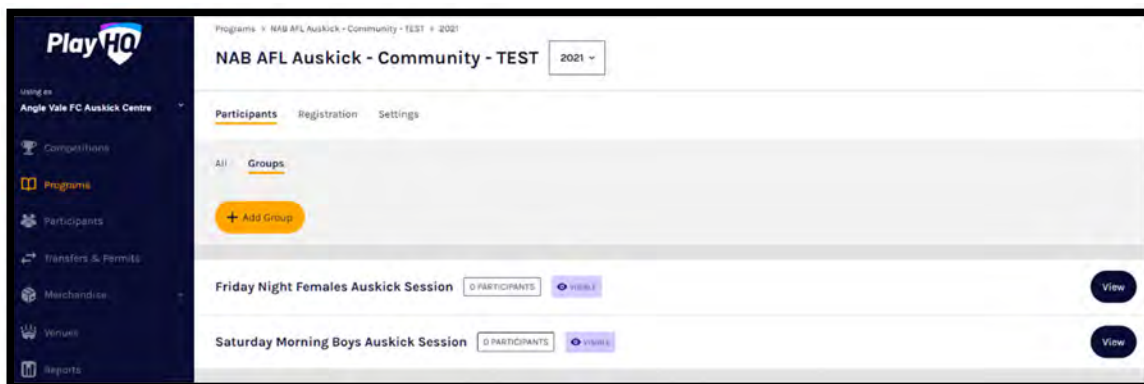 PlayHQ
Using as
Angle Vale FC Auskick Centre
Competitions
Programs
Participants
Transfers & Permits
Merchandise
Venues
Reports
Programs > NAB AFL Auskick - Community - TEST > 2021
NAB AFL Auskick - Community - TEST 2021
Participants Registration Settings
All Groups
+ Add Group
Friday Night Females Auskick Session 0 PARTICIPANTS VISIBLE View
Saturday Morning Boys Auskick Session 0 PARTICIPANTS VISIBLE View